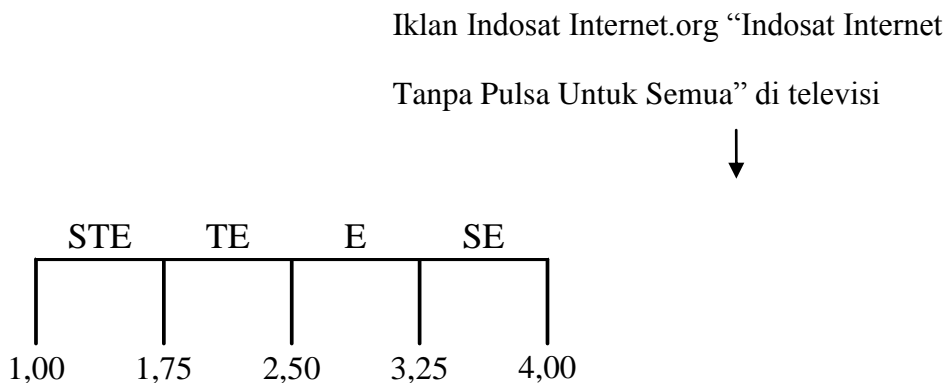 Iklan Indosat Internet.org “Indosat Internet
Tanpa Pulsa Untuk Semua” di televisi
STE TE E SE
1,00 1,75 2,50 3,25 4,00